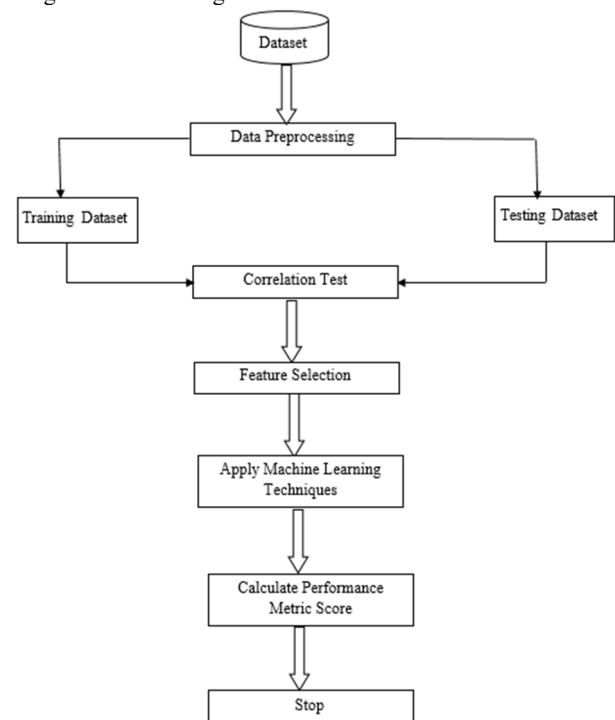 Dataset
Data Preprocessing
Training Dataset
Testing Dataset
Correlation Test
Feature Selection
Apply Machine Learning
Techniques
Calculate Performance
Metric Score
Stop